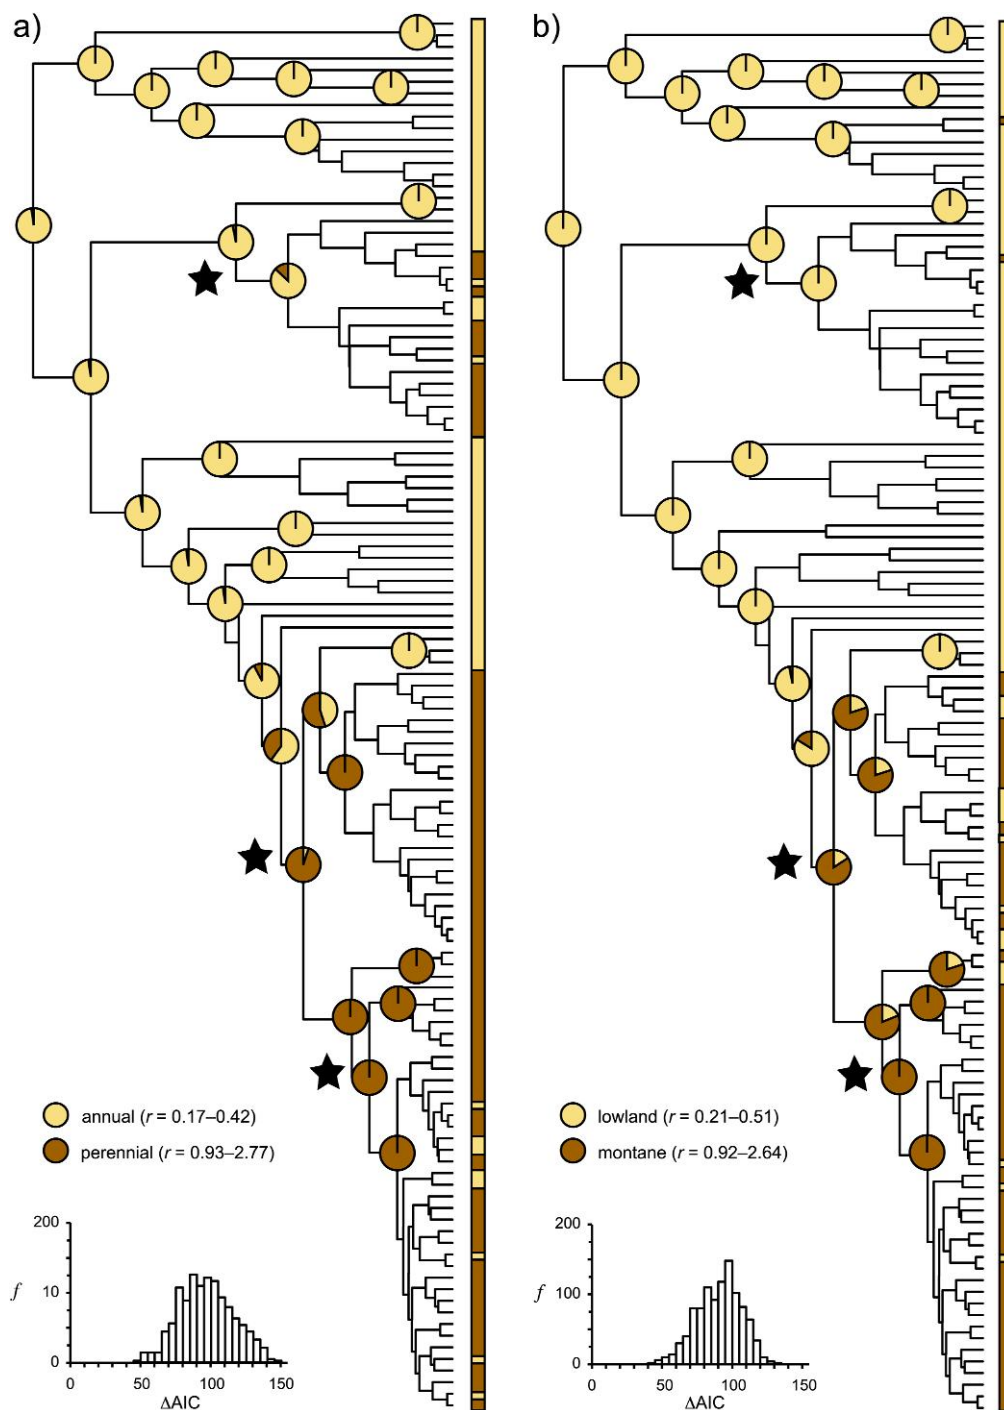 a)
annual (r = 0.17–0.42)
perennial (r = 0.93–2.77)
200
f
10
0
0
50
100
150
ΔAIC
b)
lowland (r = 0.21–0.51)
montane (r = 0.92–2.64)
200
f
100
0
0
50
100
150
ΔAIC